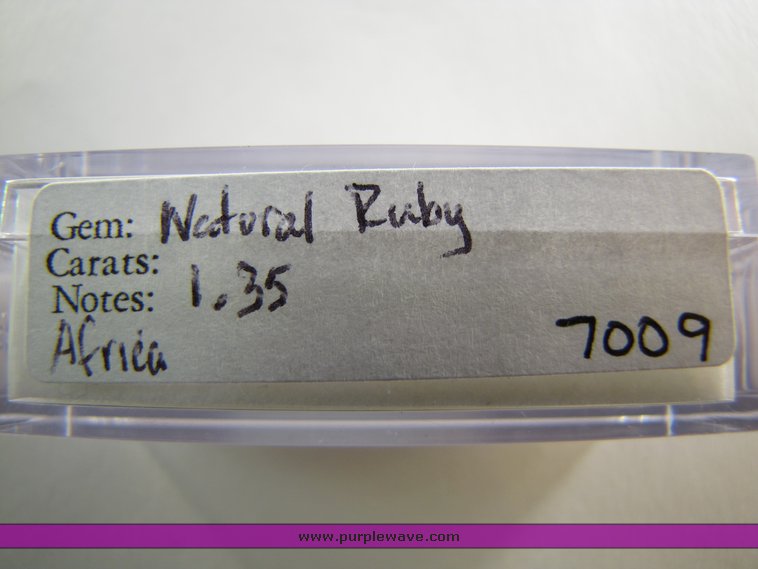 Gem: Natural Ruby
Carats:
Notes: 1.35
Africa 7009
www.purplewave.com